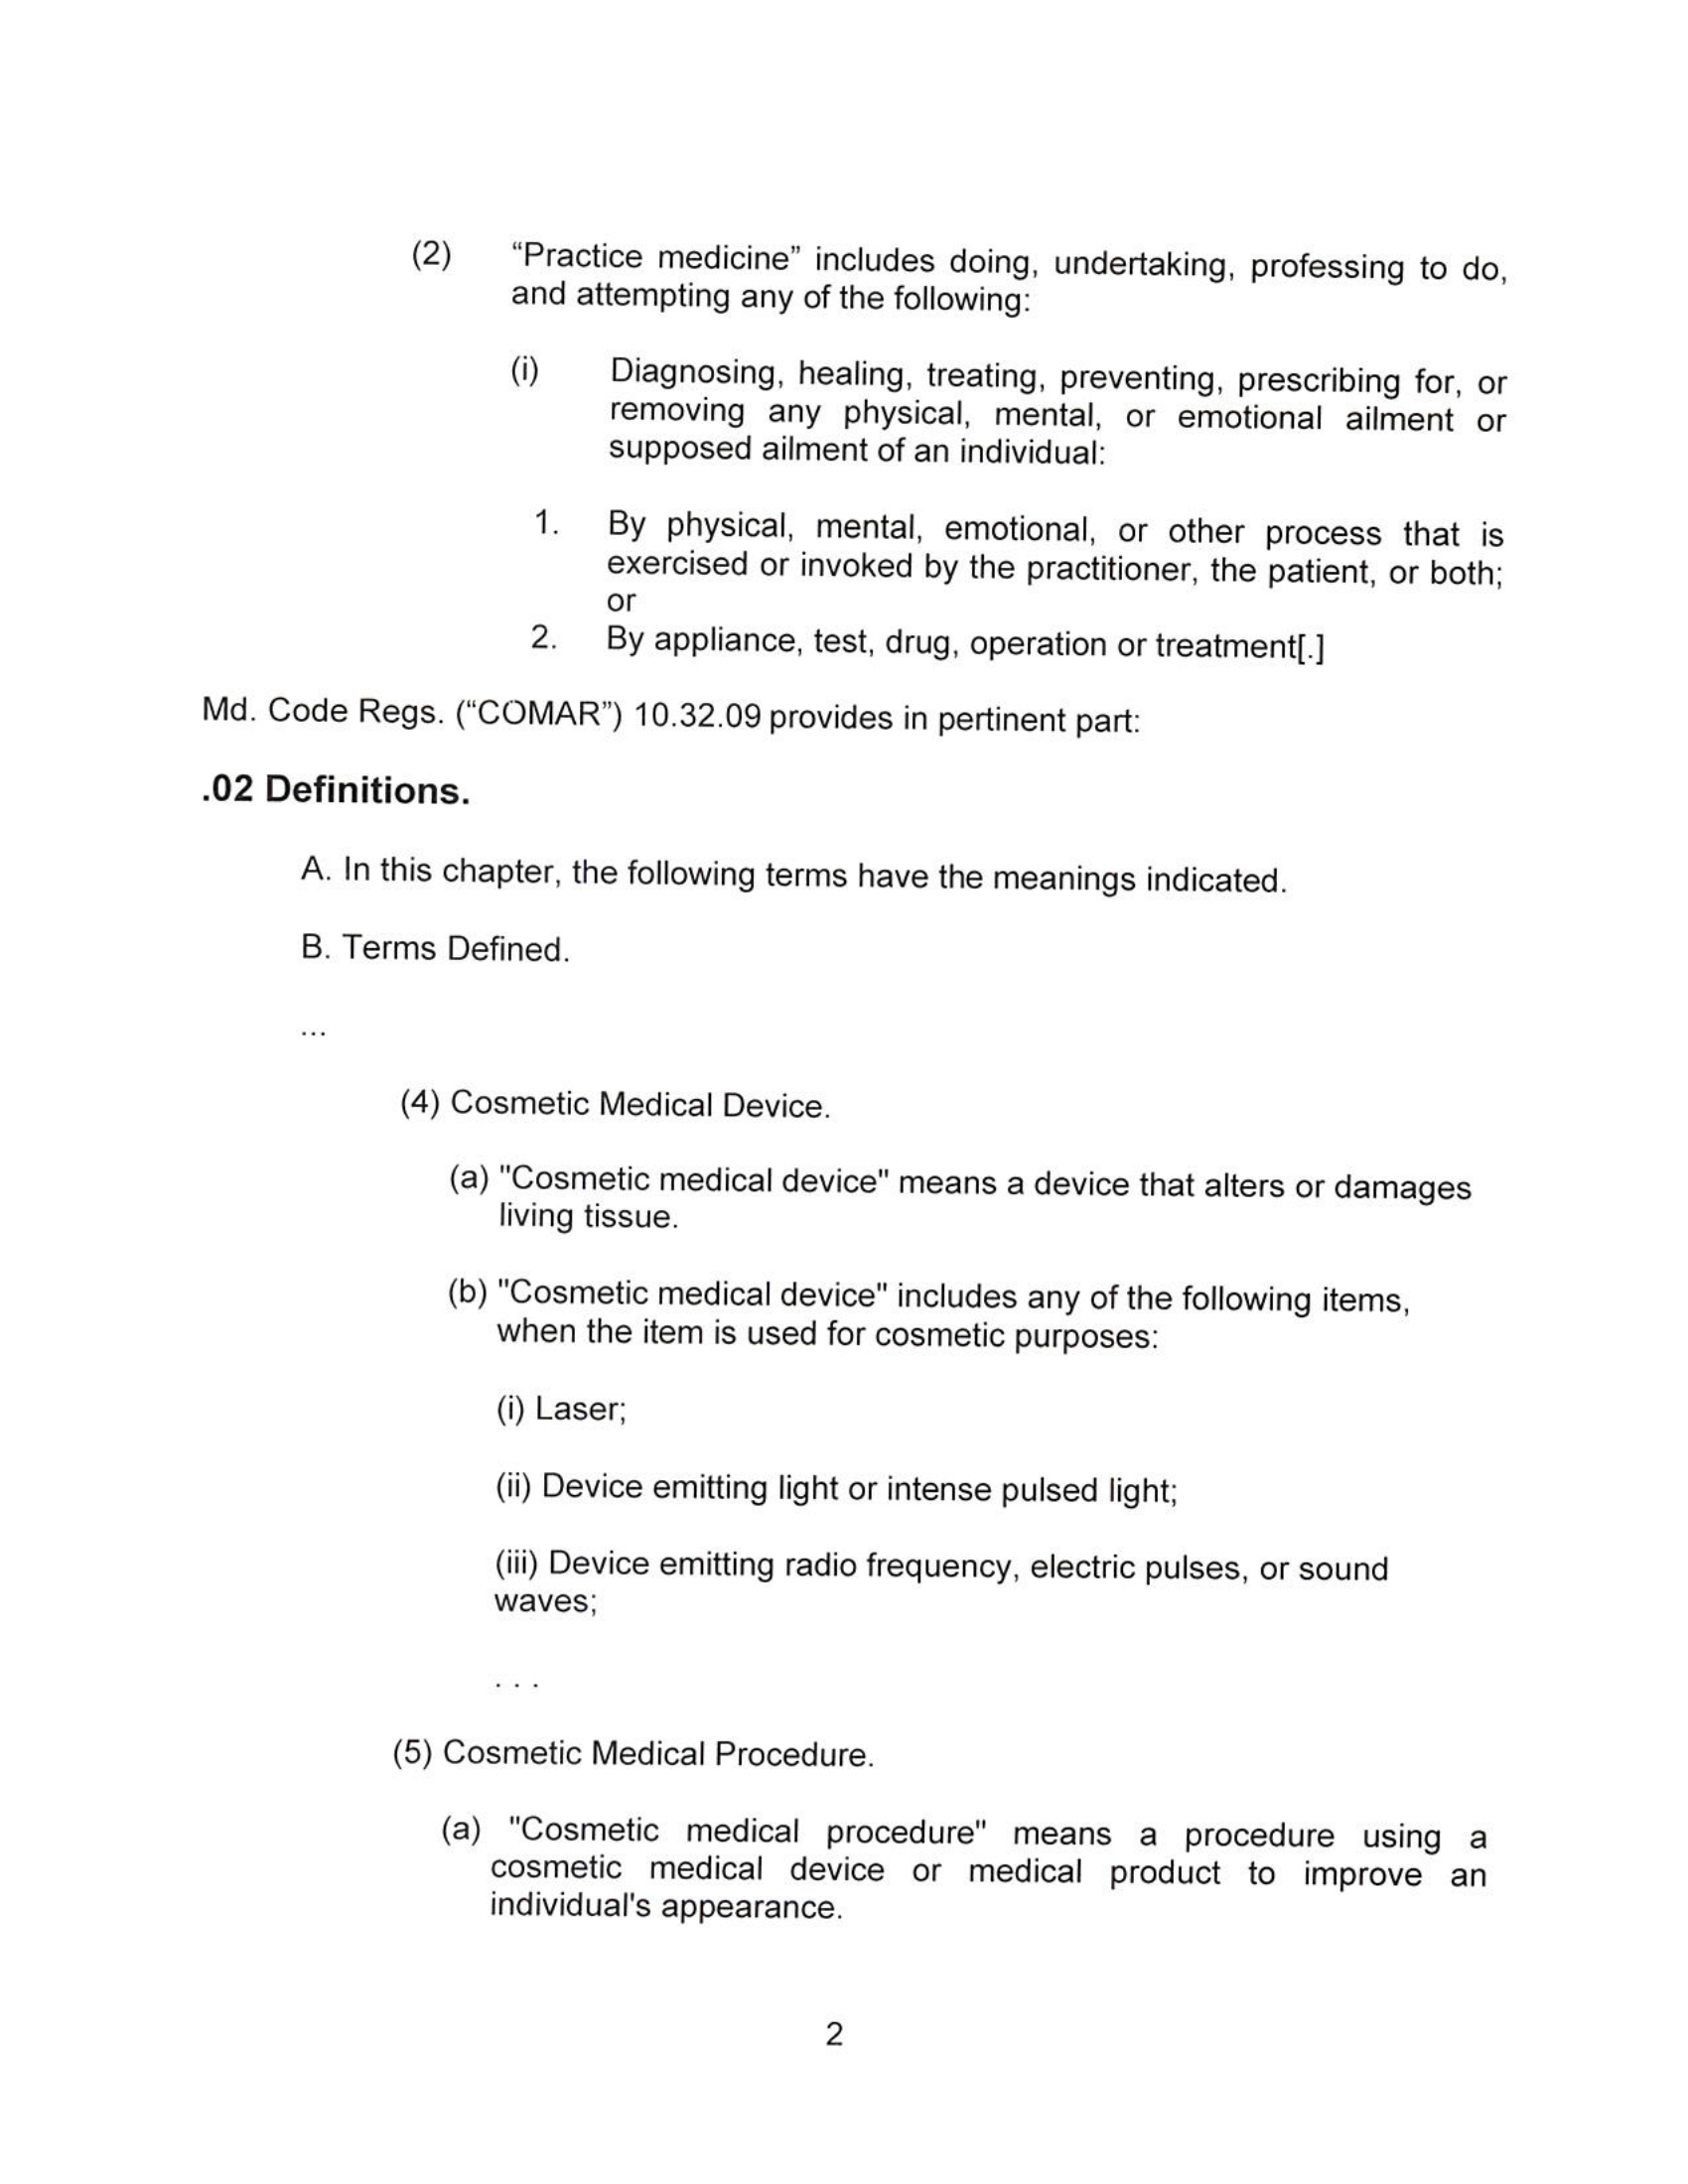 (2) “Practice medicine” includes doing, undertaking, professing to do,
and attempting any of the following:
(i) Diagnosing, healing, treating, preventing, prescribing for, or
removing any physical, mental, or emotional ailment or
supposed ailment of an individual:
1. By physical, mental, emotional, or other process that is
exercised or invoked by the practitioner, the patient, or both;
or
2. By appliance, test, drug, operation or treatment[.]
Md. Code Regs. (“COMAR”) 10.32.09 provides in pertinent part:
.02 Definitions.
A. In this chapter, the following terms have the meanings indicated.
B. Terms Defined.
...
(4) Cosmetic Medical Device.
(a) "Cosmetic medical device" means a device that alters or damages
living tissue.
(b) "Cosmetic medical device" includes any of the following items,
when the item is used for cosmetic purposes:
(i) Laser;
(ii) Device emitting light or intense pulsed light;
(iii) Device emitting radio frequency, electric pulses, or sound
waves;
. . .
(5) Cosmetic Medical Procedure.
(a) "Cosmetic medical procedure" means a procedure using a
cosmetic medical device or medical product to improve an
individual's appearance.
2